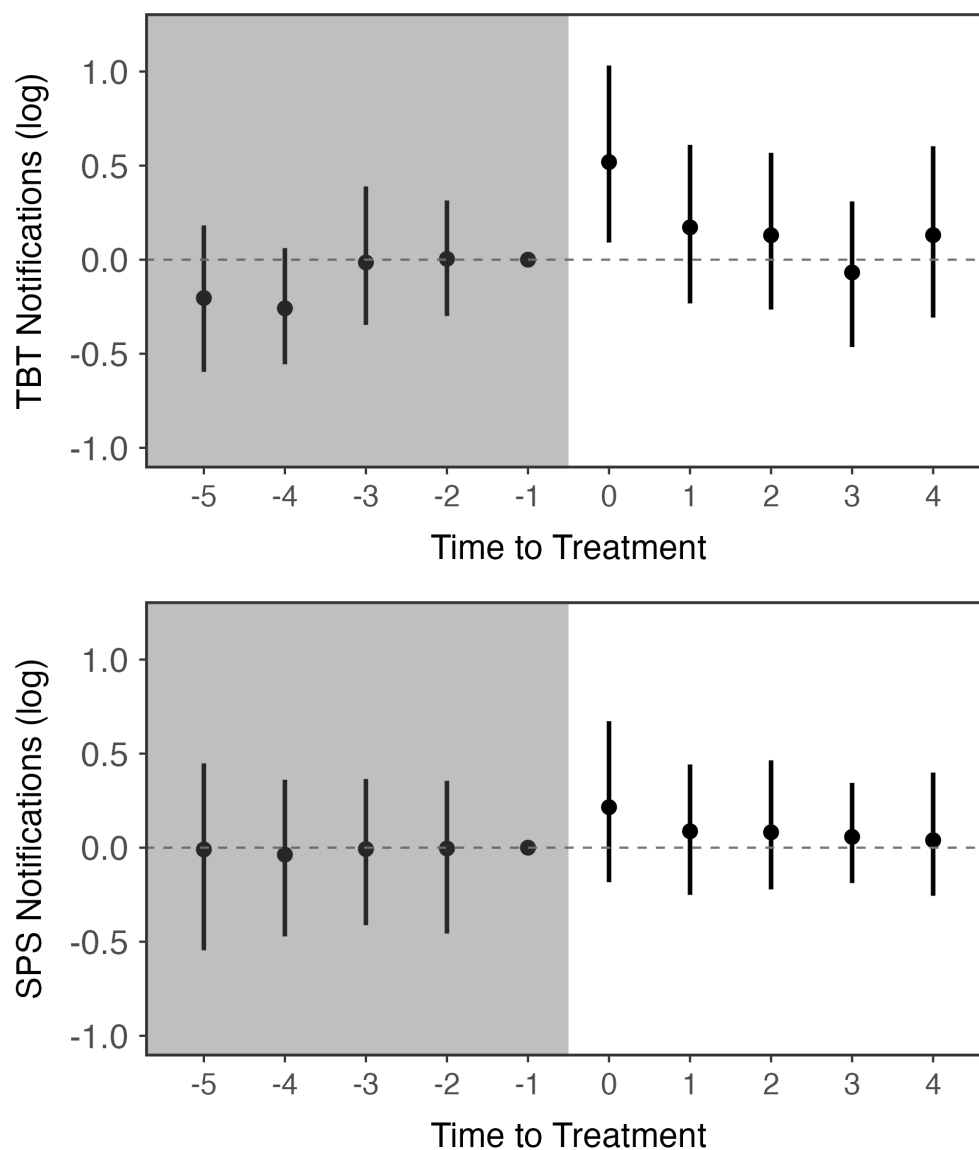 TBT Notifications (log)
1.0
0.5
0.0
-0.5
-1.0
-5 -4 -3 -2 -1 0 1 2 3 4
Time to Treatment
SPS Notifications (log)
1.0
0.5
0.0
-0.5
-1.0
-5 -4 -3 -2 -1 0 1 2 3 4
Time to Treatment